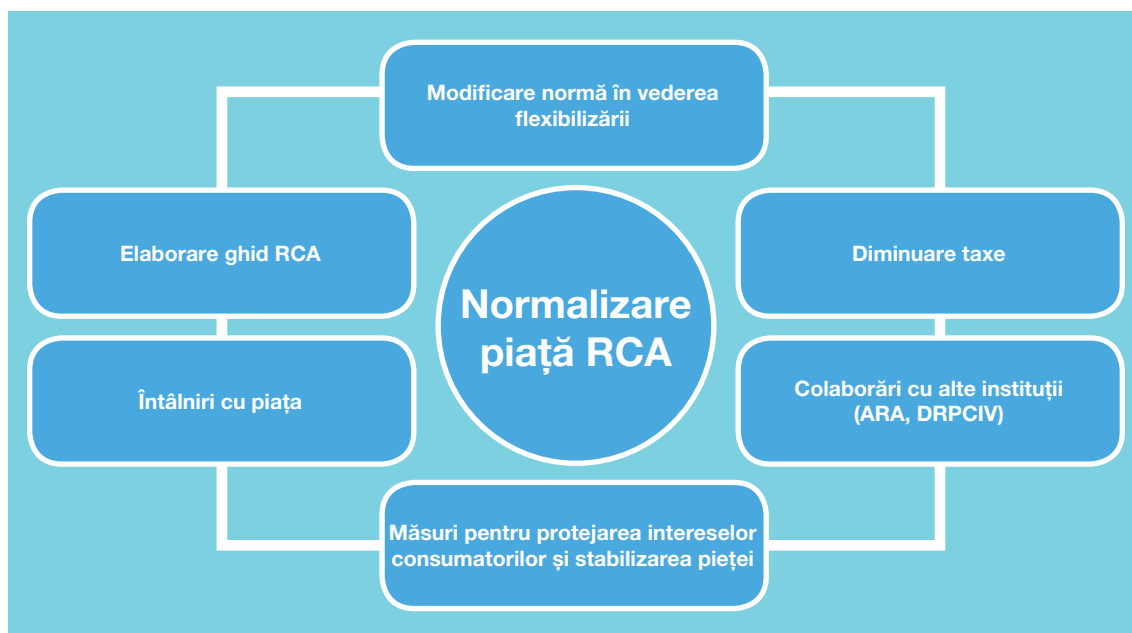 Modificare normă în vederea
flexibilizării
Elaborare ghid RCA
Diminuare taxe
Normalizare
piață RCA
Întâlniri cu piața
Colaborări cu alte instituții
(ARA, DRPCIV)
Măsuri pentru protejarea intereselor
consumatorilor și stabilizarea pieței